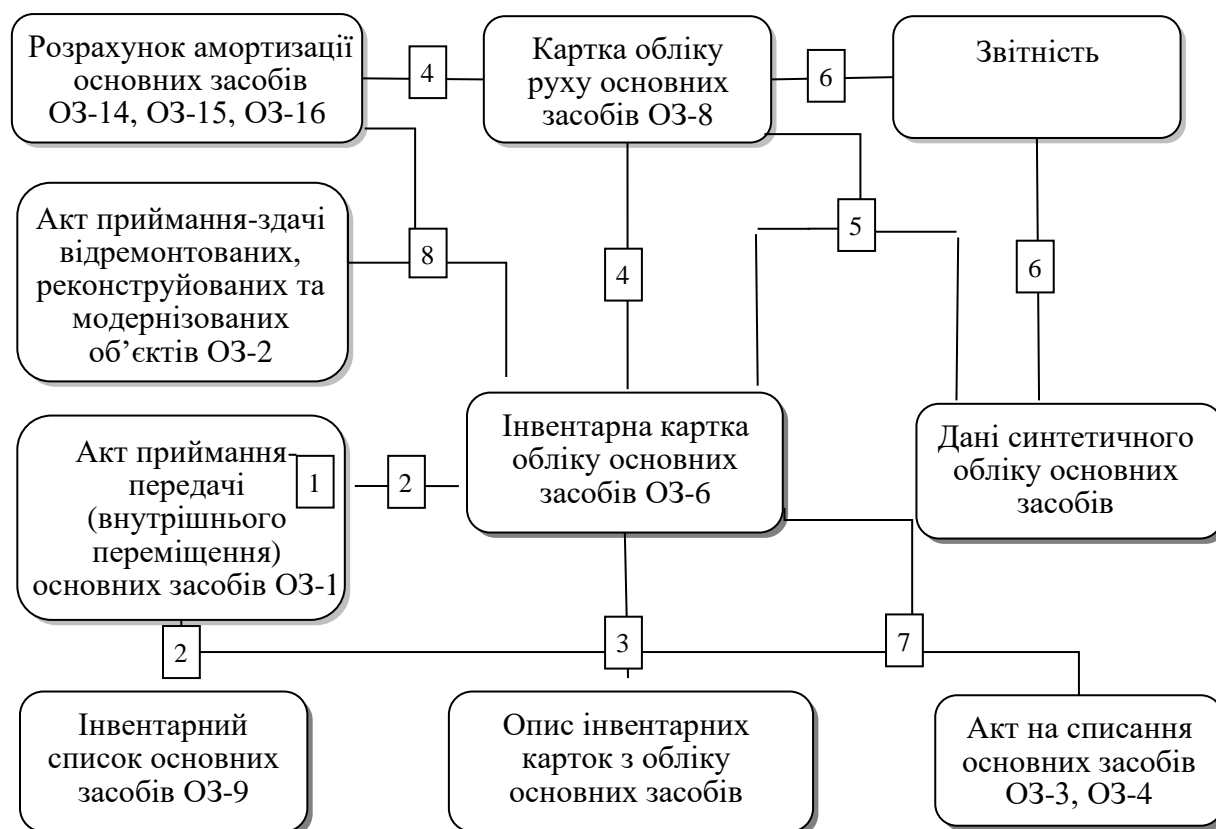 Розрахунок амортизації
основних засобів
ОЗ-14, ОЗ-15, ОЗ-16
4
Картка обліку
руху основних
засобів ОЗ-8
6
Звітність
Акт приймання-здачі
відремонтованих,
реконструйованих та
модернізованих
об’єктів ОЗ-2
8
4
5
6
Акт приймання-
передачі
(внутрішнього
переміщення)
основних засобів ОЗ-1
1
2
Інвентарна картка
обліку основних
засобів ОЗ-6
Дані синтетичного
обліку основних
засобів
2
3
7
Інвентарний
список основних
засобів ОЗ-9
Опис інвентарних
карток з обліку
основних засобів
Акт на списання
основних засобів
ОЗ-3, ОЗ-4